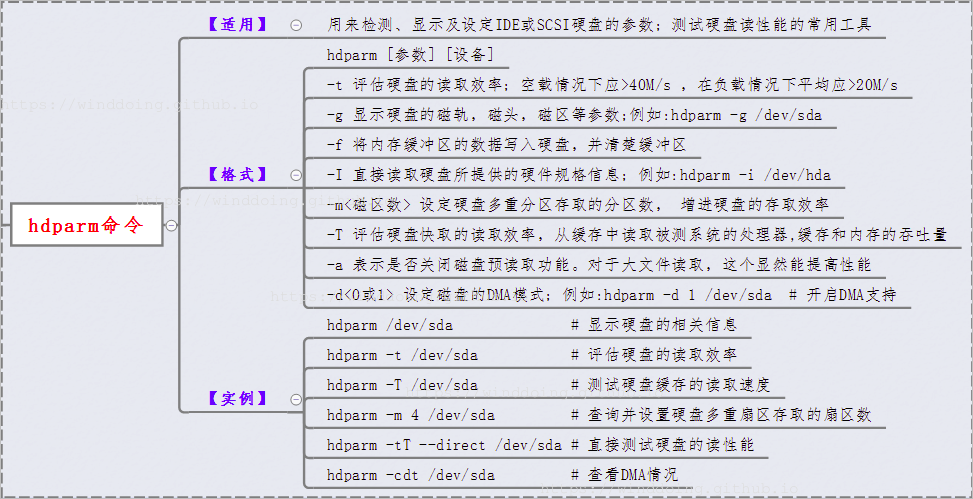 【适用】 用来检测、显示及设定IDE或SCSI硬盘的参数; 测试硬盘读性能的常用工具
hdparm [参数] [设备]
-t 评估硬盘的读取效率; 空载情况下应>40M/s , 在负载情况下平均应>20M/s
https://winddoing.github.io
-g 显示硬盘的磁轨, 磁头, 磁区等参数;例如:hdparm -g /dev/sda
-f 将内存缓冲区的数据写入硬盘, 并清楚缓冲区
【格式】 -I 直接读取硬盘所提供的硬件规格信息; 例如:hdparm -i /dev/hda
https://winddoing.github.io
-m<磁区数> 设定硬盘多重分区存取的分区数, 增进硬盘的存取效率
hdparm命令
-T 评估硬盘快取的读取效率, 从缓存中读取被测系统的处理器,缓存和内存的吞吐量
-a 表示是否关闭磁盘预读取功能。对于大文件读取, 这个显然能提高性能
-d<0或1> 设定磁盘的DMA模式; 例如:hdparm -d 1 /dev/sda # 开启DMA支持
https://winddoing.github.io
hdparm /dev/sda # 显示硬盘的相关信息
hdparm -t /dev/sda # 评估硬盘的读取效率
hdparm -T /dev/sda # 测试硬盘缓存的读取速度
https://winddoing.github.io
【实例】 hdparm -m 4 /dev/sda # 查询并设置硬盘多重扇区存取的扇区数
hdparm -tT --direct /dev/sda # 直接测试硬盘的读性能
hdparm -cdt /dev/sda # 查看DMA情况
https://winddoing.github.io